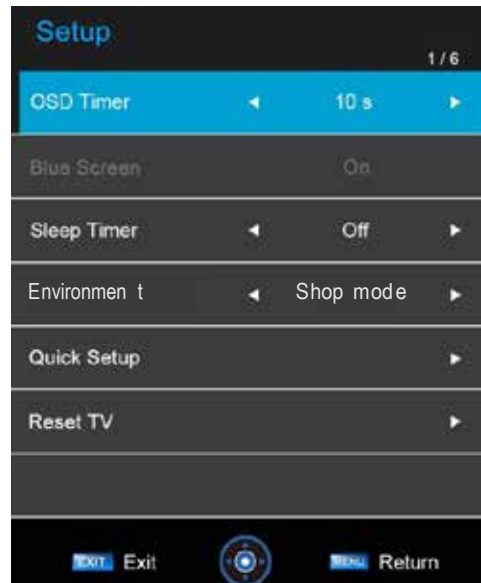 Setup
1 / 6
OSD Timer ◄ 10 s ►
Blue Screen On
Sleep Timer ◄ Off ►
Environmen t ◄ Shop mode ►
Quick Setup ►
Reset TV ►
EXIT Exit MENU Return